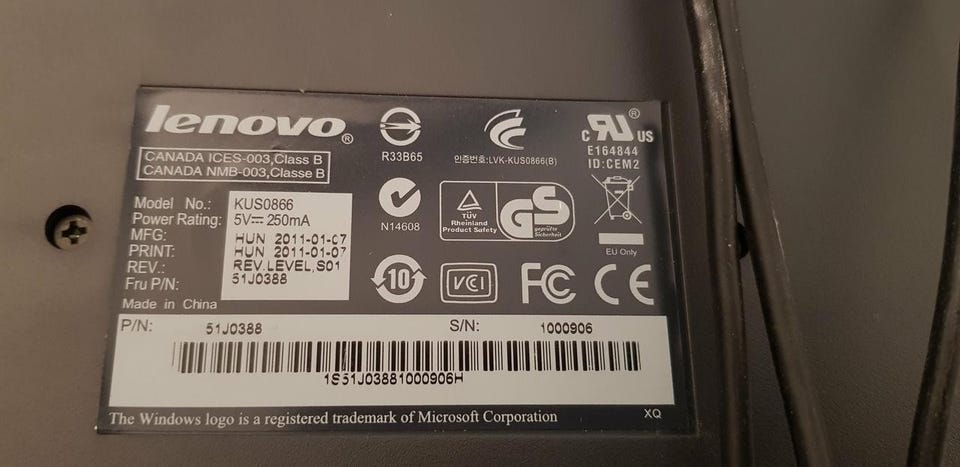 lenovo®
CANADA ICES-003,Class B
CANADA NMB-003,Classe B
R33B65
인증번호:LVK-KUS0866(B)
C RU® US
E164844
ID:CEM2
Model No.: KUS0866
Power Rating: 5V⎓ 250mA
MFG: HUN 2011-01-07
PRINT: HUN 2011-01-07
REV.: REV.LEVEL,S01
Fru P/N: 51J0388
Made in China
N14608
TÜV
Rheinland
Product Safety
GS
geprüfte
Sicherheit
EU Only
10
VCI
FC
CE
P/N: 51J0388 S/N: 1000906
1S51J03881000906H
The Windows logo is a registered trademark of Microsoft Corporation XQ